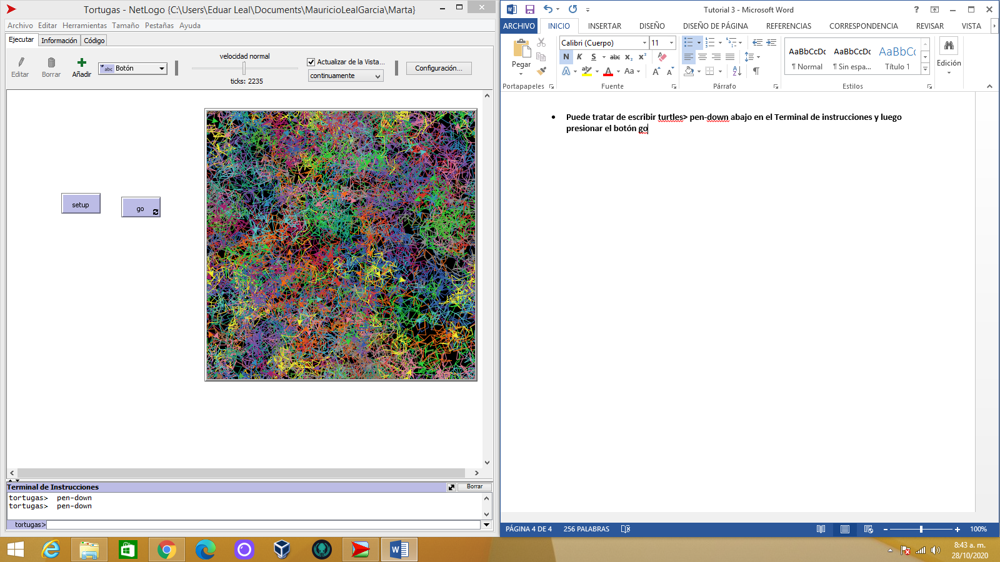 Tortugas - NetLogo {C:\Users\Eduar Leal\Documents\MauricioLealGarcia\Marta}
Archivo Editar Herramientas Tamaño Pestañas Ayuda
Ejecutar Información Código
Editar Borrar Añadir
abc Botón
velocidad normal
ticks: 2235
Actualizar de la Vista...
continuamente
Configuración...
setup
go
Terminal de Instrucciones
Borrar
tortugas> pen-down
tortugas> pen-down
tortugas>
Tutorial 3 - Microsoft Word
ARCHIVO INICIO INSERTAR DISEÑO DISEÑO DE PÁGINA REFERENCIAS CORRESPONDENCIA REVISAR VISTA
Pegar
Portapapeles
Calibri (Cuerpo) 11
N K S abc x₂ x²
A ab A Aa A A
Fuente
Párrafo
AaBbCcDc AaBbCcDc AaBbCc
¶ Normal ¶ Sin espa... Título 1
Estilos
Edición
• Puede tratar de escribir turtles> pen-down abajo en el Terminal de instrucciones y luego
presionar el botón go
PÁGINA 4 DE 4 256 PALABRAS 100%
8:43 a. m.
28/10/2020